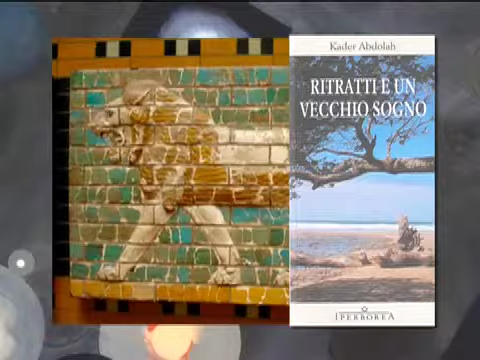 Kader Abdolah
RITRATTI E UN
VECCHIO SOGNO
IPERBOREA